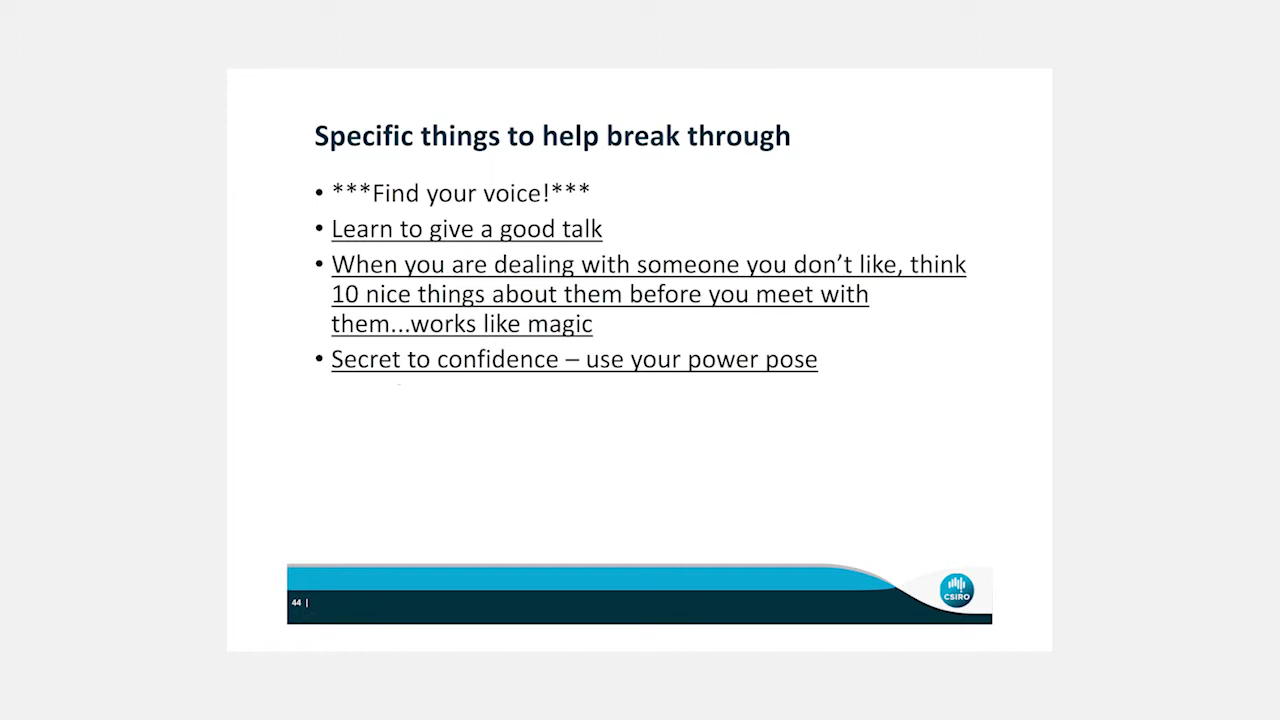 Specific things to help break through
• ***Find your voice!***
• Learn to give a good talk
• When you are dealing with someone you don’t like, think
10 nice things about them before you meet with
them...works like magic
• Secret to confidence – use your power pose
44 |
CSIRO